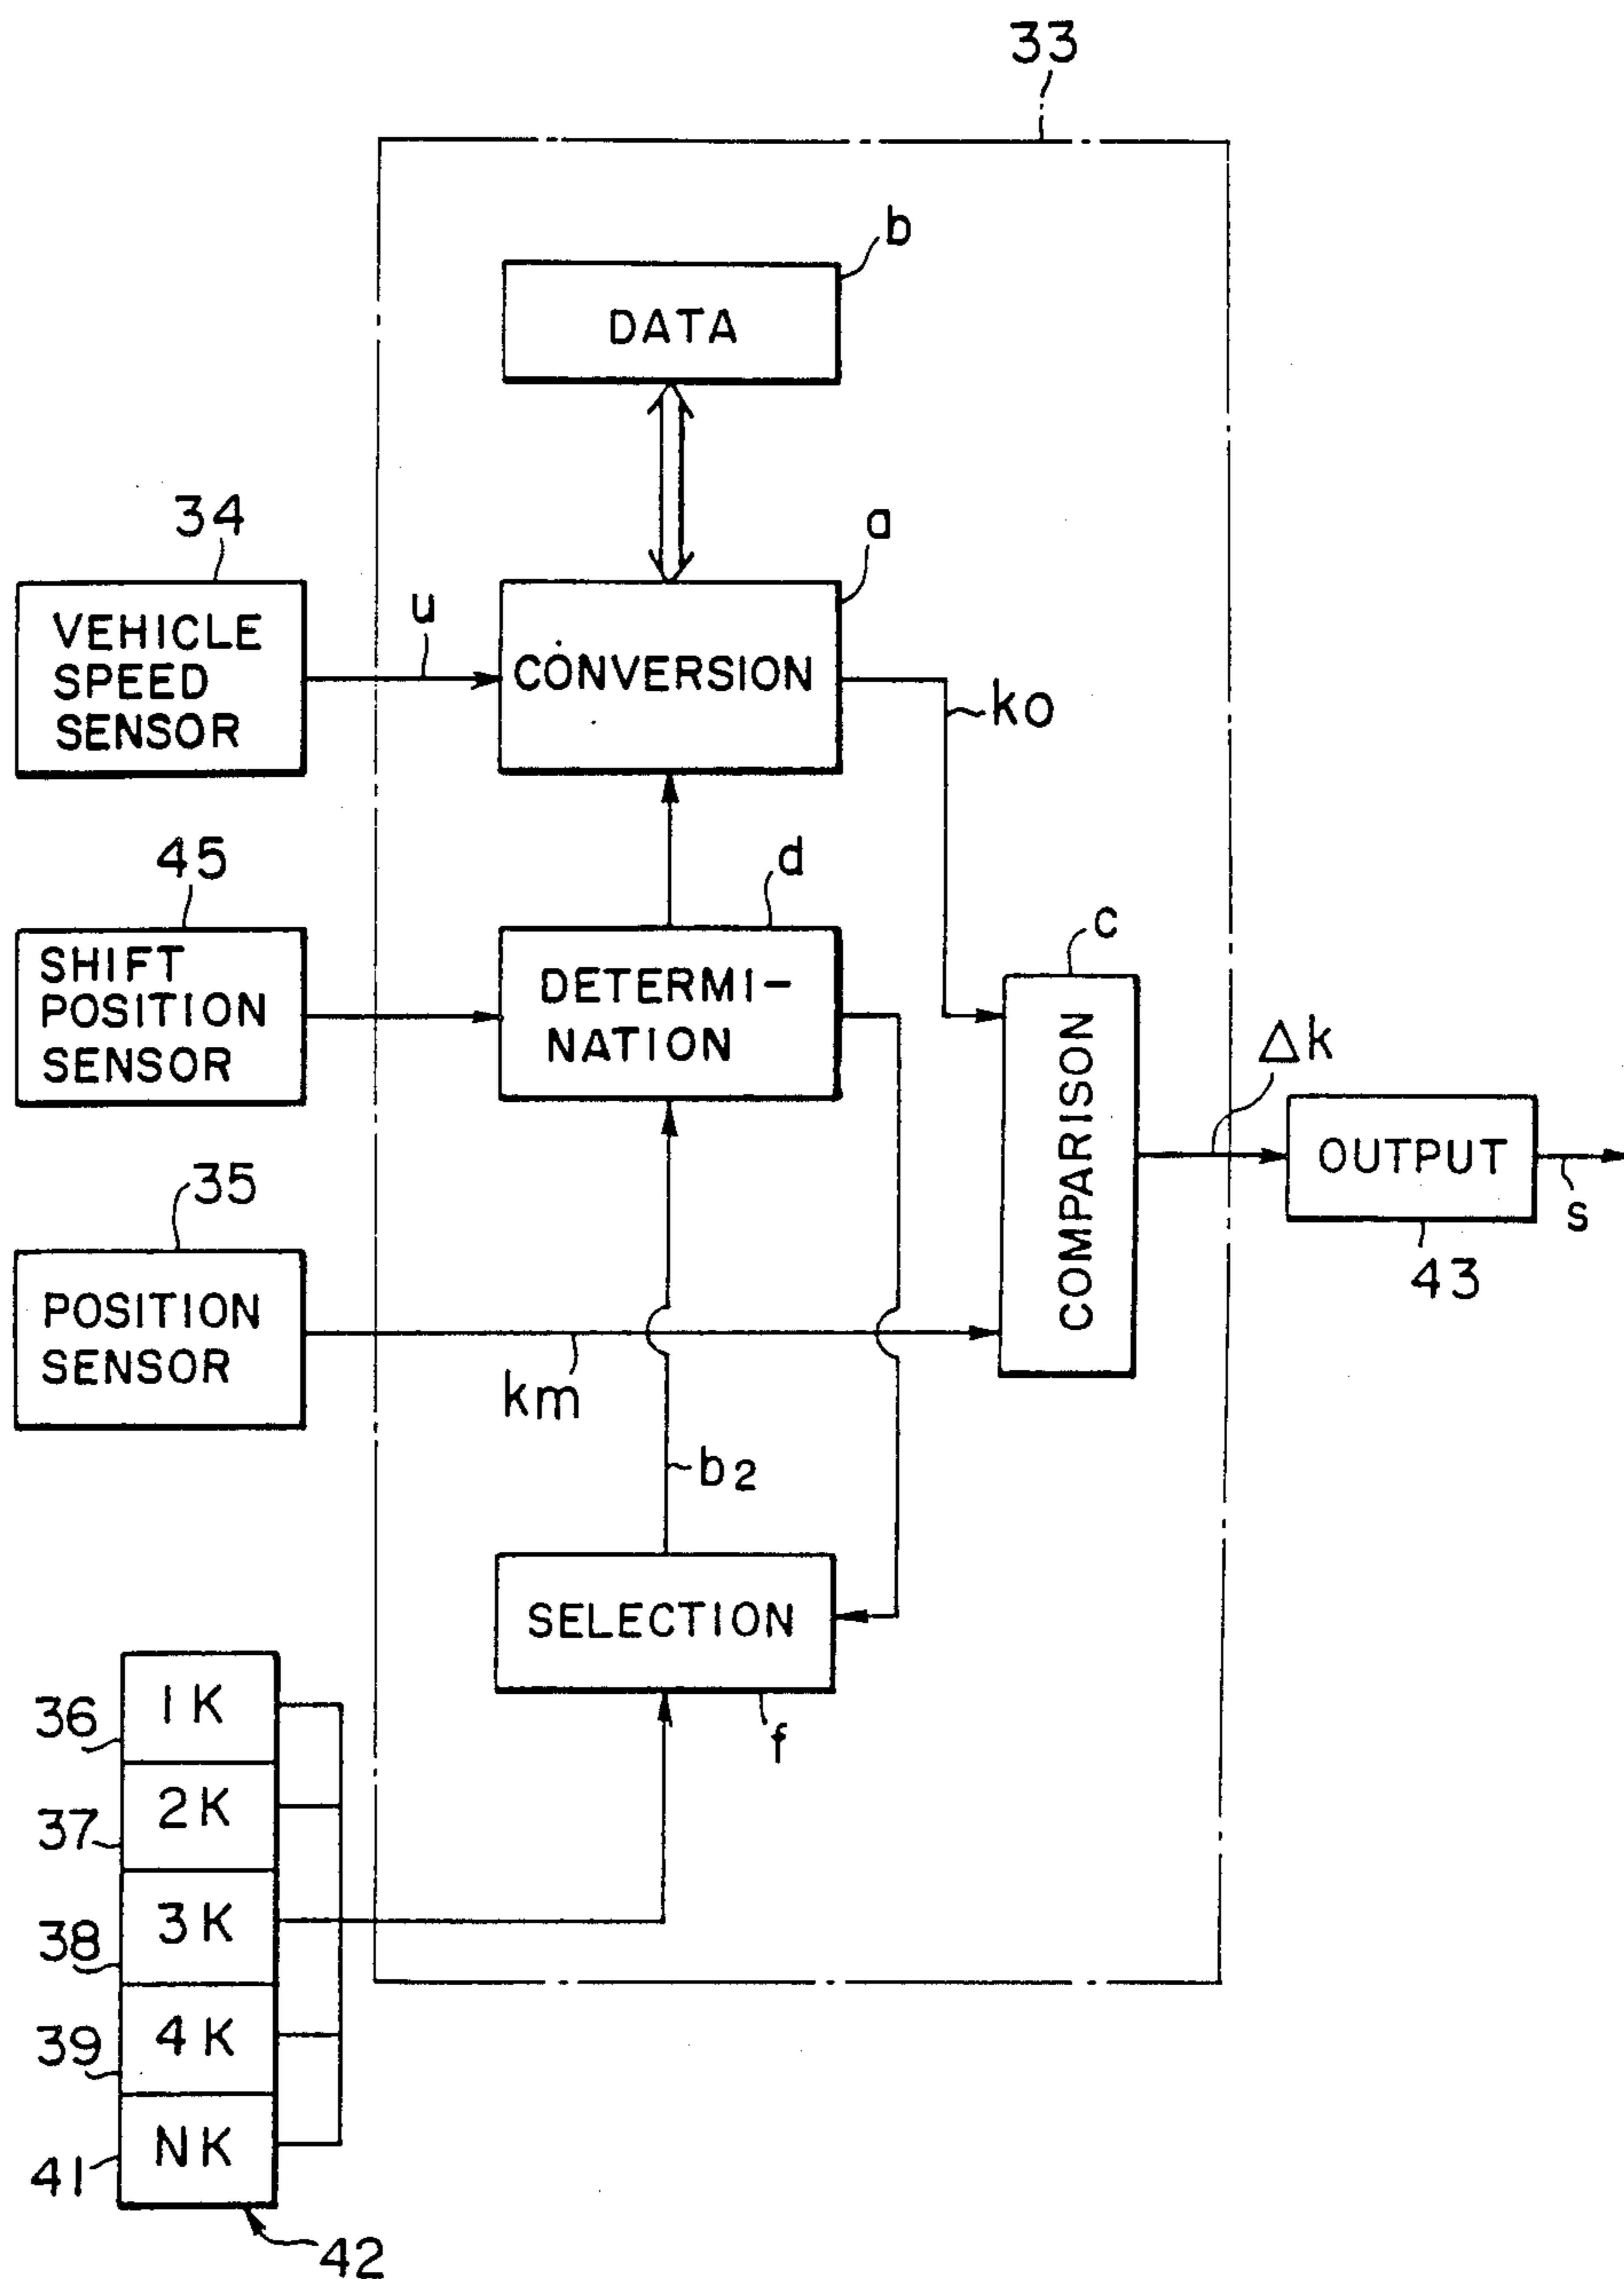 33
b
DATA
34
a
VEHICLE
SPEED
SENSOR
u
CONVERSION
ko
45
d
SHIFT
POSITION
SENSOR
DETERMI-
NATION
c
COMPARISON
Δk
OUTPUT
s
43
35
POSITION
SENSOR
km
b2
SELECTION
f
36
1K
37
2K
38
3K
39
4K
41
NK
42